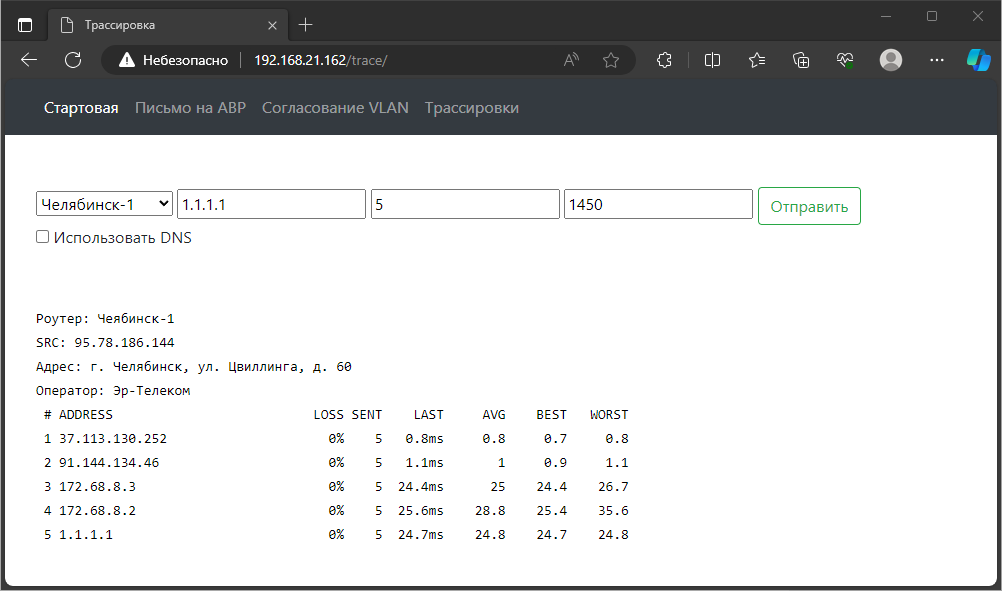 Трассировка
Небезопасно 192.168.21.162/trace/
Стартовая Письмо на АВР Согласование VLAN Трассировки
Челябинск-1 1.1.1.1 5 1450 Отправить
Использовать DNS
Роутер: Чеябинск-1
SRC: 95.78.186.144
Адрес: г. Челябинск, ул. Цвиллинга, д. 60
Оператор: Эр-Телеком
# ADDRESS LOSS SENT LAST AVG BEST WORST
1 37.113.130.252 0% 5 0.8ms 0.8 0.7 0.8
2 91.144.134.46 0% 5 1.1ms 1 0.9 1.1
3 172.68.8.3 0% 5 24.4ms 25 24.4 26.7
4 172.68.8.2 0% 5 25.6ms 28.8 25.4 35.6
5 1.1.1.1 0% 5 24.7ms 24.8 24.7 24.8